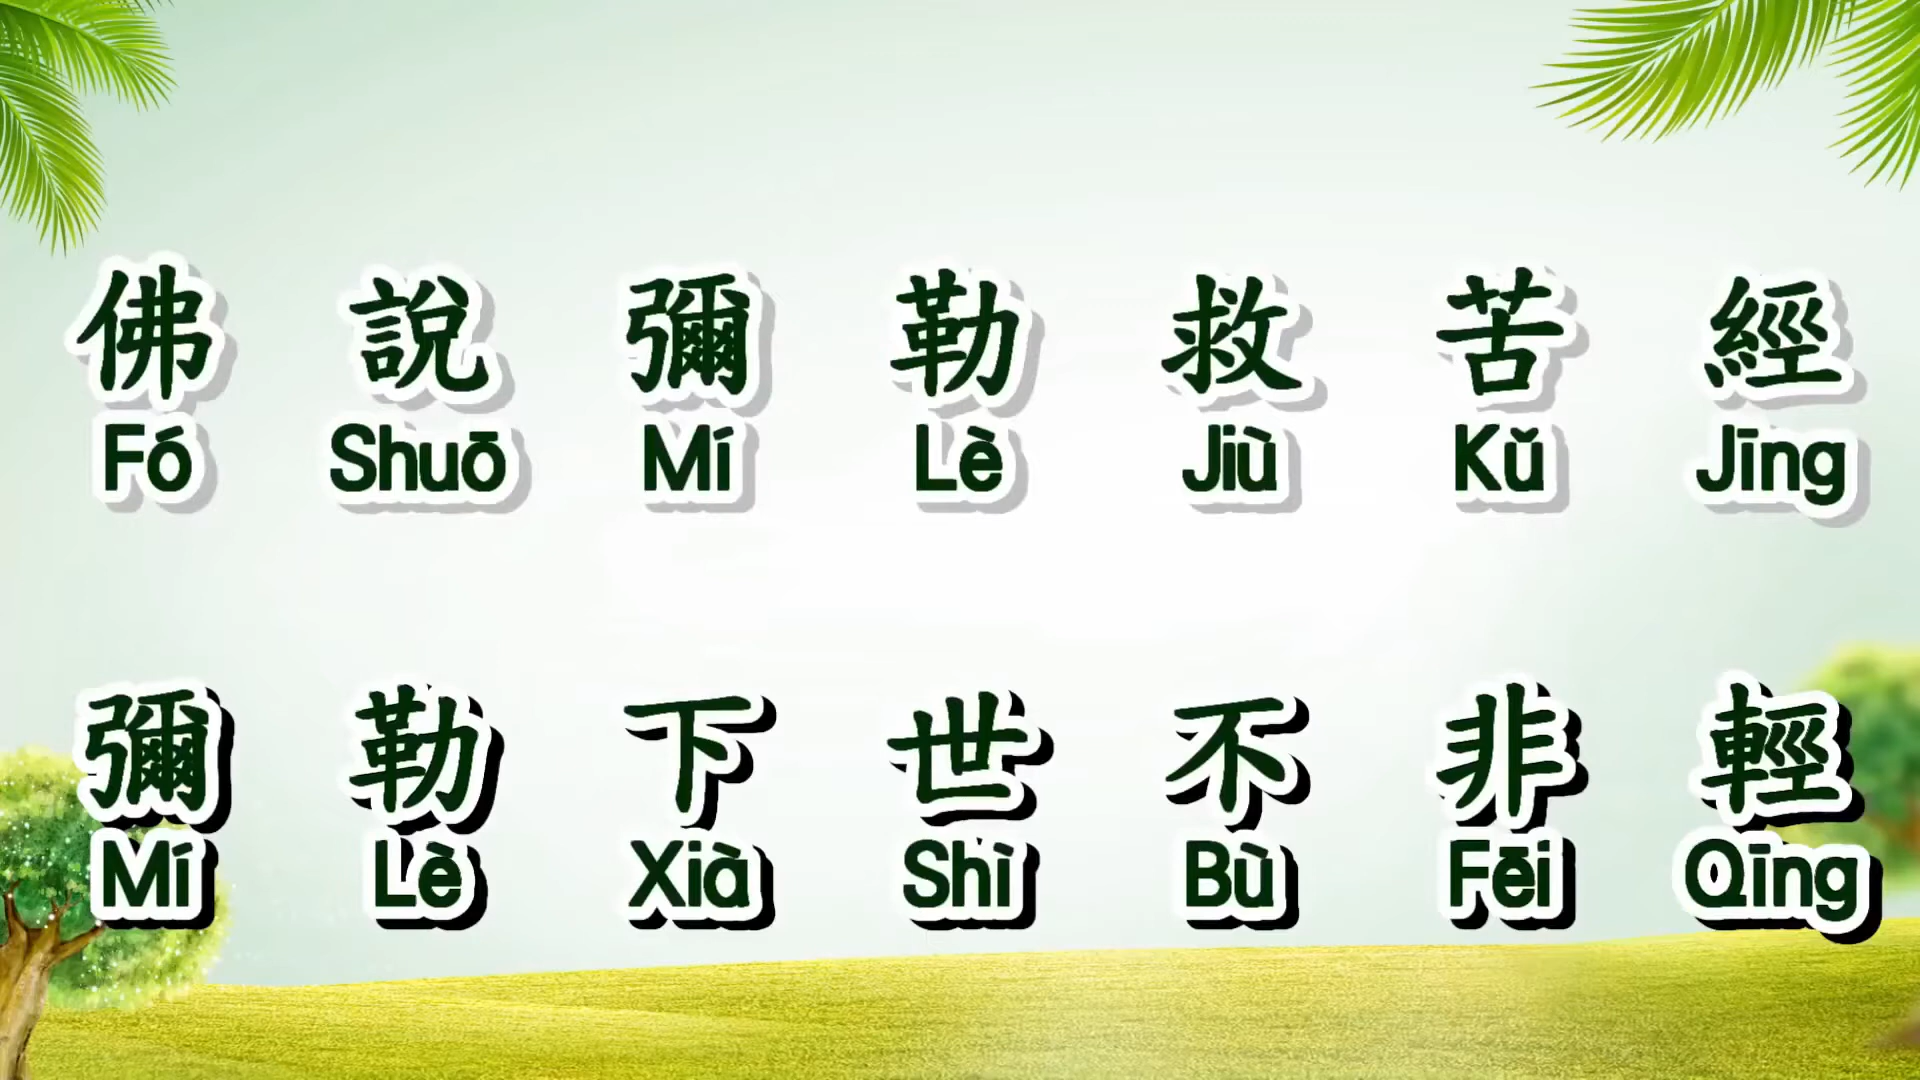 佛 說 彌 勒 救 苦 經
Fó Shuō Mí Lè Jiù Kǔ Jīng
彌 勒 下 世 不 非 輕
Mí Lè Xià Shì Bù Fēi Qīng